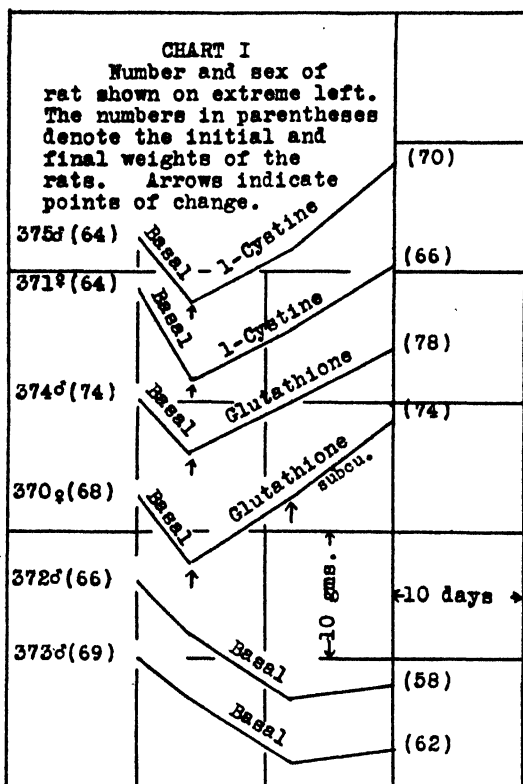 CHART I
Number and sex of
rat shown on extreme left.
The numbers in parentheses
denote the initial and
final weights of the
rats. Arrows indicate
points of change.
(70)
375♂(64) Basal l-Cystine
(66)
371♀(64) Basal l-Cystine
(78)
374♂(74) Basal Glutathione
(74)
370♀(68) Basal Glutathione
subcu.
372♂(66) Basal
10 gms.
10 days
373♂(69) Basal
(58)
(62)